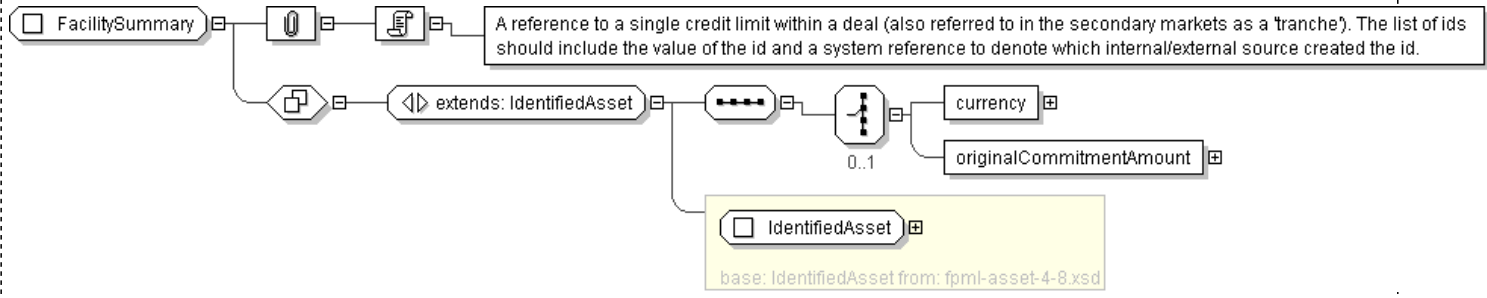 FacilitySummary
A reference to a single credit limit within a deal (also referred to in the secondary markets as a 'tranche'). The list of ids
should include the value of the id and a system reference to denote which internal/external source created the id.
extends: IdentifiedAsset
currency
0..1
originalCommitmentAmount
IdentifiedAsset
base: IdentifiedAsset from: fpml-asset-4-8.xsd